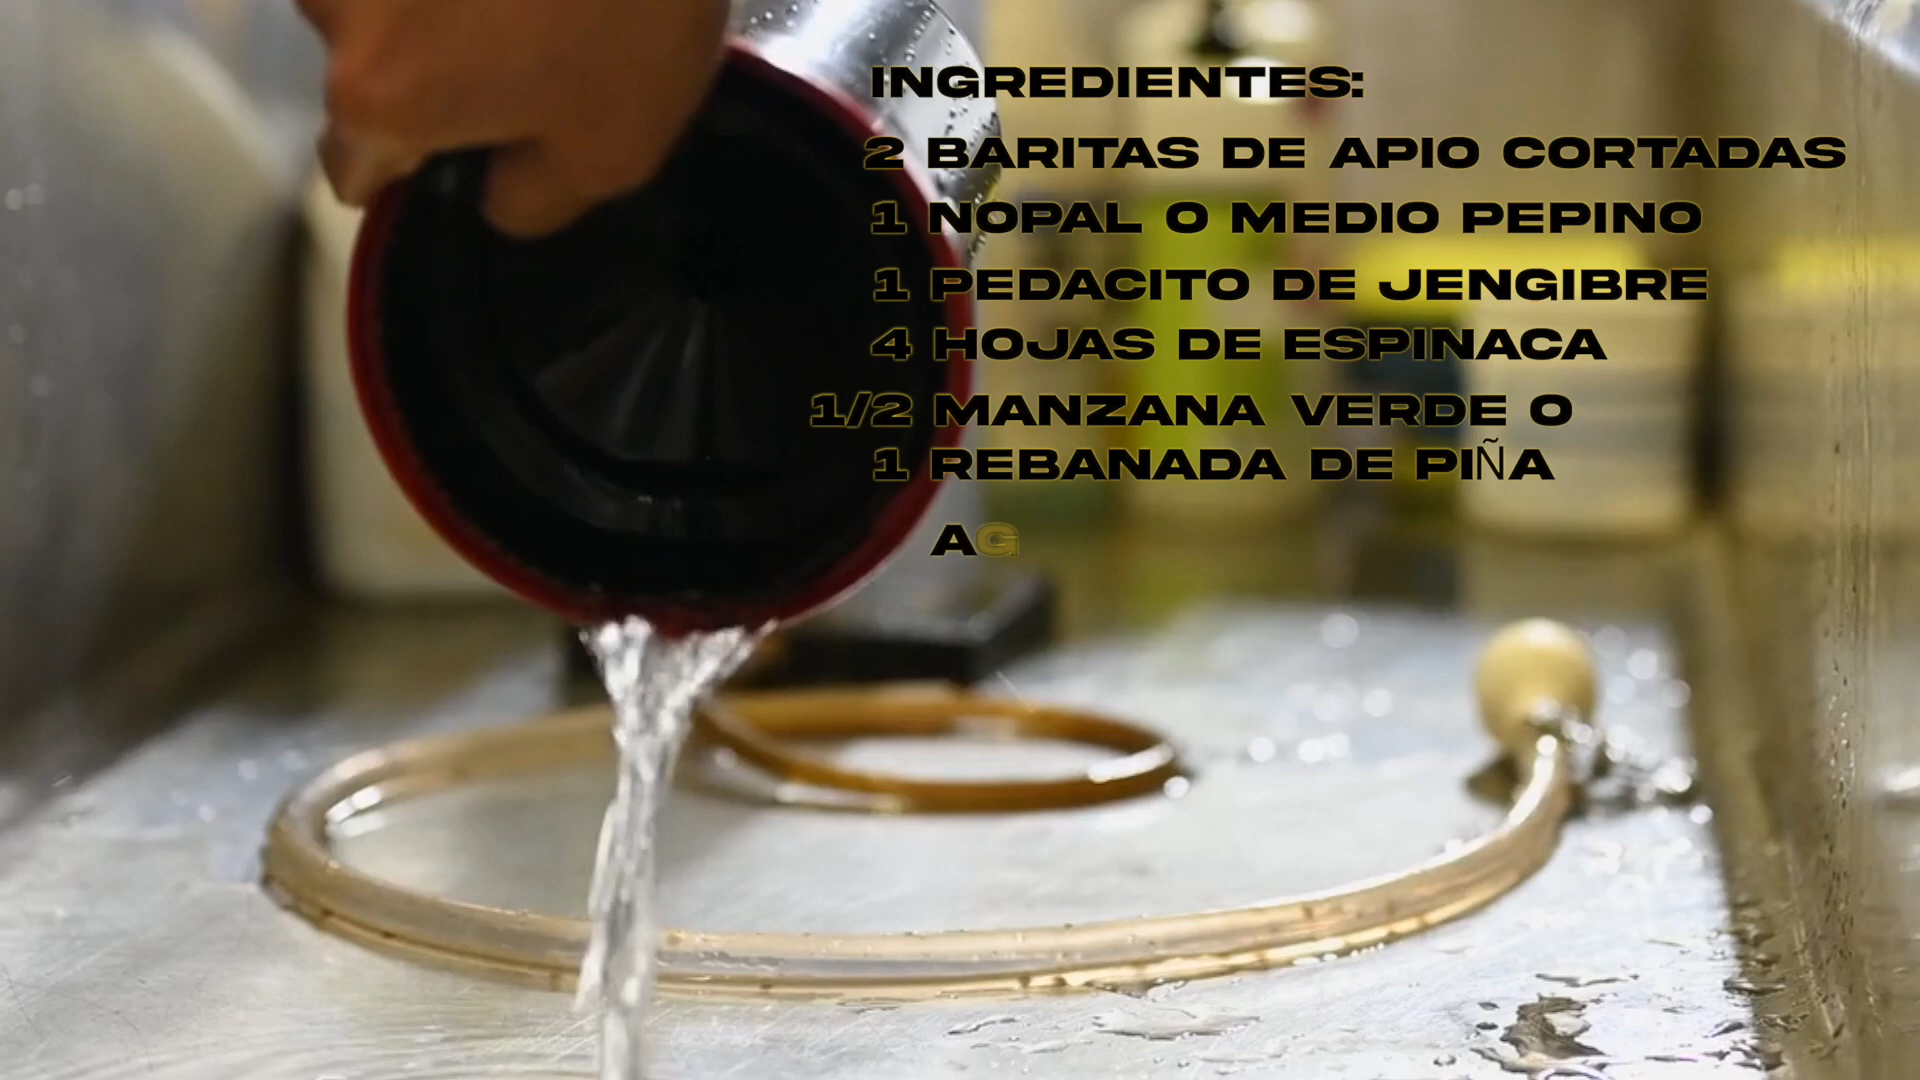 INGREDIENTES:
2 BARITAS DE APIO CORTADAS
1 NOPAL O MEDIO PEPINO
1 PEDACITO DE JENGIBRE
4 HOJAS DE ESPINACA
1/2 MANZANA VERDE O
1 REBANADA DE PIÑA
AG